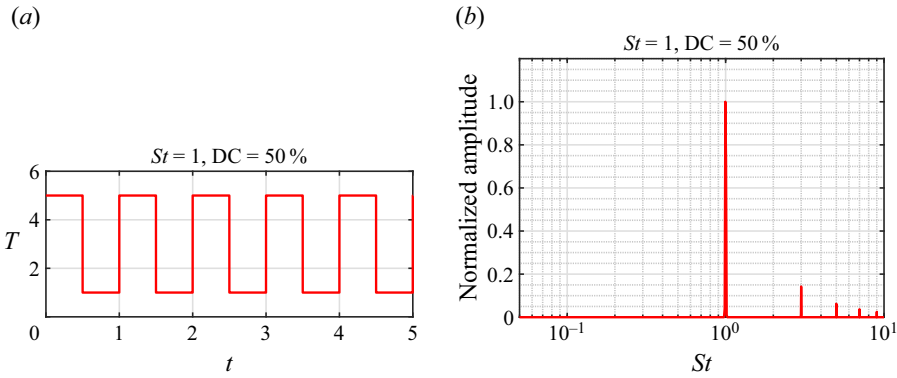 (a)
St = 1, DC = 50 %
6
4
2
0
T
0 1 2 3 4 5
t
(b)
St = 1, DC = 50 %
1.0
0.8
0.6
0.4
0.2
0
Normalized amplitude
10⁻¹ 10⁰ 10¹
St